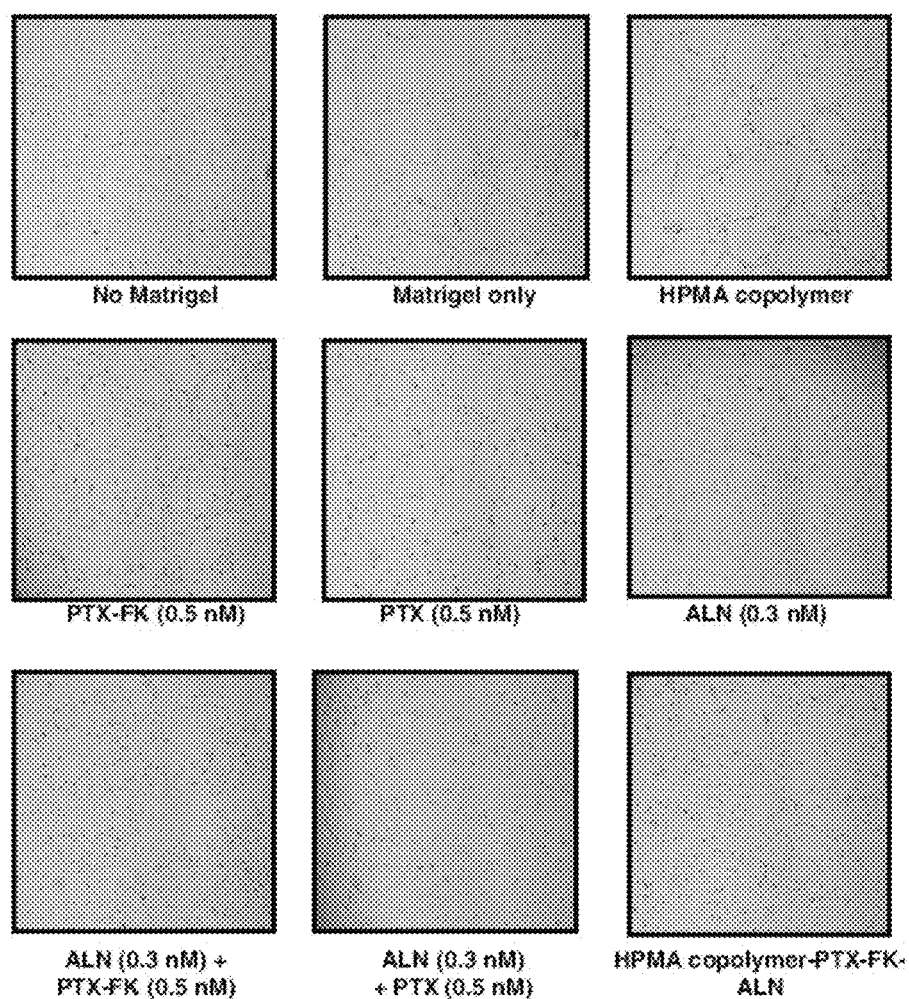 No Matrigel
Matrigel only
HPMA copolymer
PTX-FK (0.5 nM)
PTX (0.5 nM)
ALN (0.3 nM)
ALN (0.3 nM) +
PTX-FK (0.5 nM)
ALN (0.3 nM)
+ PTX (0.5 nM)
HPMA copolymer-PTX-FK-
ALN